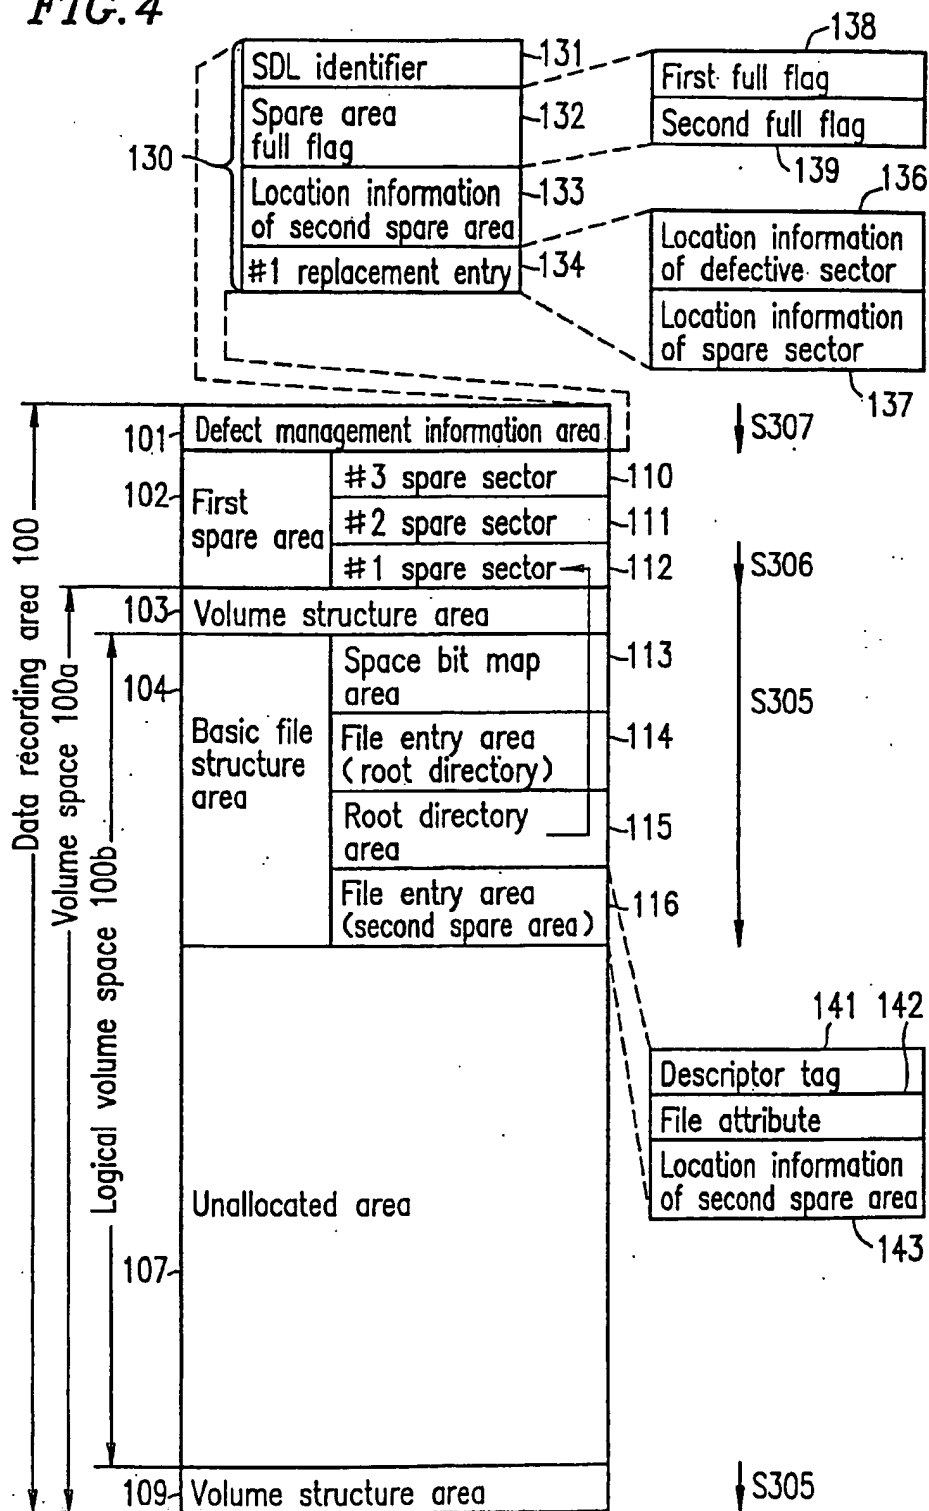 FIG. 4
138
131
SDL identifier
First full flag
Spare area
full flag
132
Second full flag
130
139
133
Location information
of second spare area
136
Location information
of defective sector
#1 replacement entry
134
Location information
of spare sector
137
101
Defect management information area
S307
102
First
spare area
#3 spare sector
110
#2 spare sector
111
#1 spare sector
112
S306
103
Volume structure area
104
Basic file
structure
area
Space bit map
area
113
S305
File entry area
(root directory)
114
Root directory
area
115
File entry area
(second spare area)
116
Data recording area 100
Volume space 100a
Logical volume space 100b
141
142
Descriptor tag
File attribute
Location information
of second spare area
143
Unallocated area
107
109
Volume structure area
S305